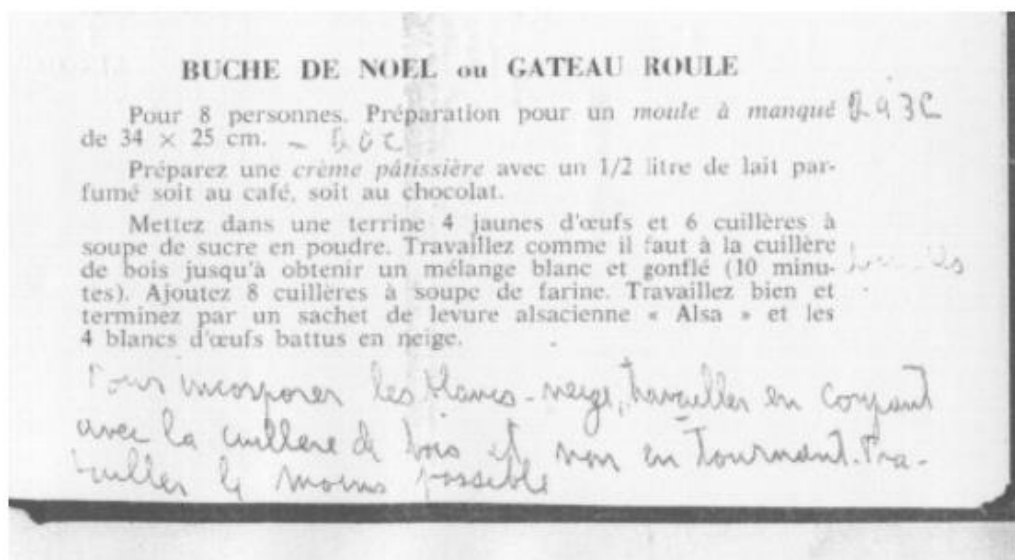 BUCHE DE NOEL ou GATEAU ROULE
Pour 8 personnes. Préparation pour un moule à manqué
de 34 × 25 cm.
Préparez une crème pâtissière avec un 1/2 litre de lait par-
fumé soit au café, soit au chocolat.
Mettez dans une terrine 4 jaunes d'œufs et 6 cuillères à
soupe de sucre en poudre. Travaillez comme il faut à la cuillère
de bois jusqu'à obtenir un mélange blanc et gonflé (10 minu-
tes). Ajoutez 8 cuillères à soupe de farine. Travaillez bien et
terminez par un sachet de levure alsacienne « Alsa » et les
4 blancs d'œufs battus en neige.
Pour incorporer les blancs-neige, travailler en coupant
avec la cuillere de bois et non en tournant. Tra-
vailler le moins possible